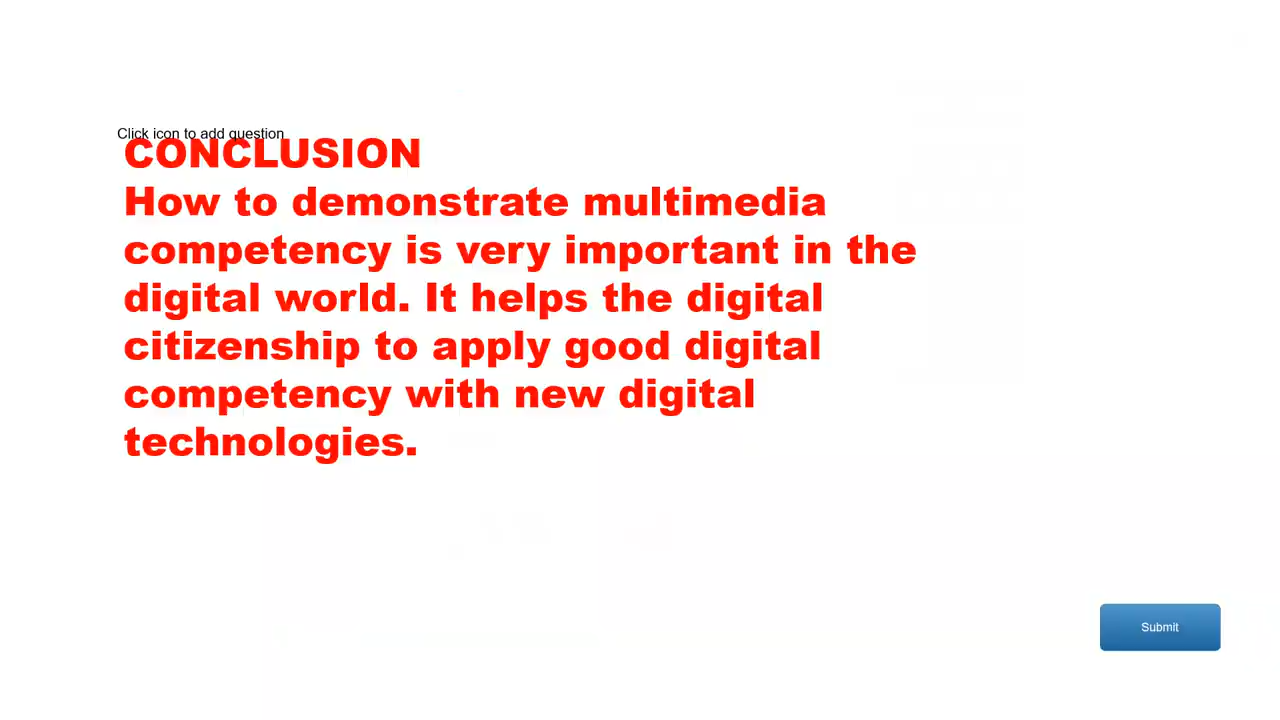 Click icon to add question
CONCLUSION
How to demonstrate multimedia
competency is very important in the
digital world. It helps the digital
citizenship to apply good digital
competency with new digital
technologies.
Submit